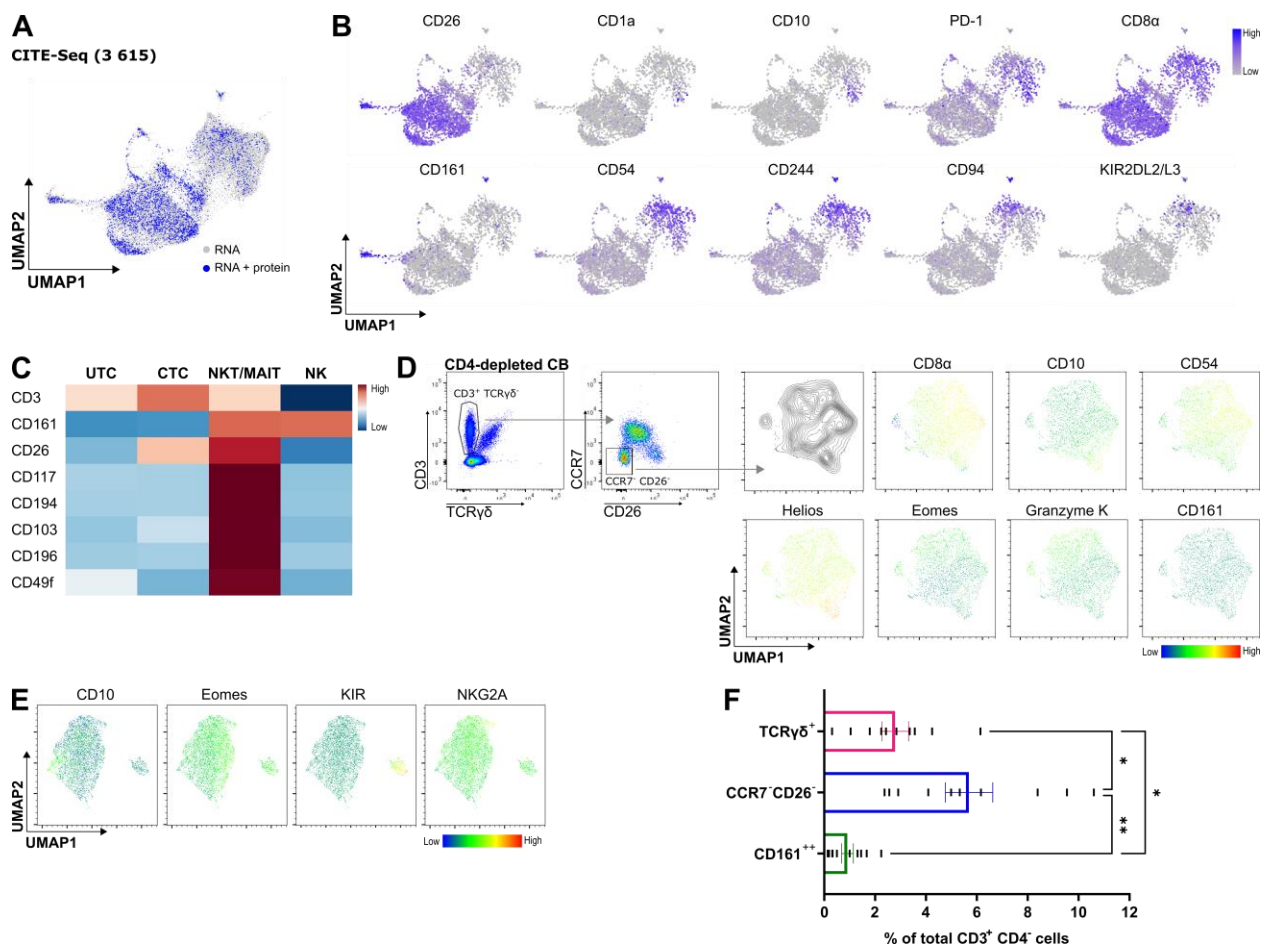 A
CITE-Seq (3 615)
UMAP2
UMAP1
RNA
RNA + protein
B
CD26 CD1a CD10 PD-1 CD8α
High
Low
CD161 CD54 CD244 CD94 KIR2DL2/L3
UMAP2
UMAP1
C
UTC CTC NKT/MAIT NK
CD3
CD161
CD26
CD117
CD194
CD103
CD196
CD49f
High
Low
D
CD4-depleted CB
CD3⁺ TCRγδ⁻
CD3
TCRγδ
CCR7
CCR7⁻ CD26⁻
CD26
CD8α CD10 CD54
Helios Eomes Granzyme K CD161
UMAP2
UMAP1
Low High
E
CD10 Eomes KIR NKG2A
UMAP2
UMAP1
Low High
F
TCRγδ⁺
CCR7⁻CD26⁻
CD161⁺⁺
*
**
*
0 2 4 6 8 10 12
% of total CD3⁺ CD4⁻ cells